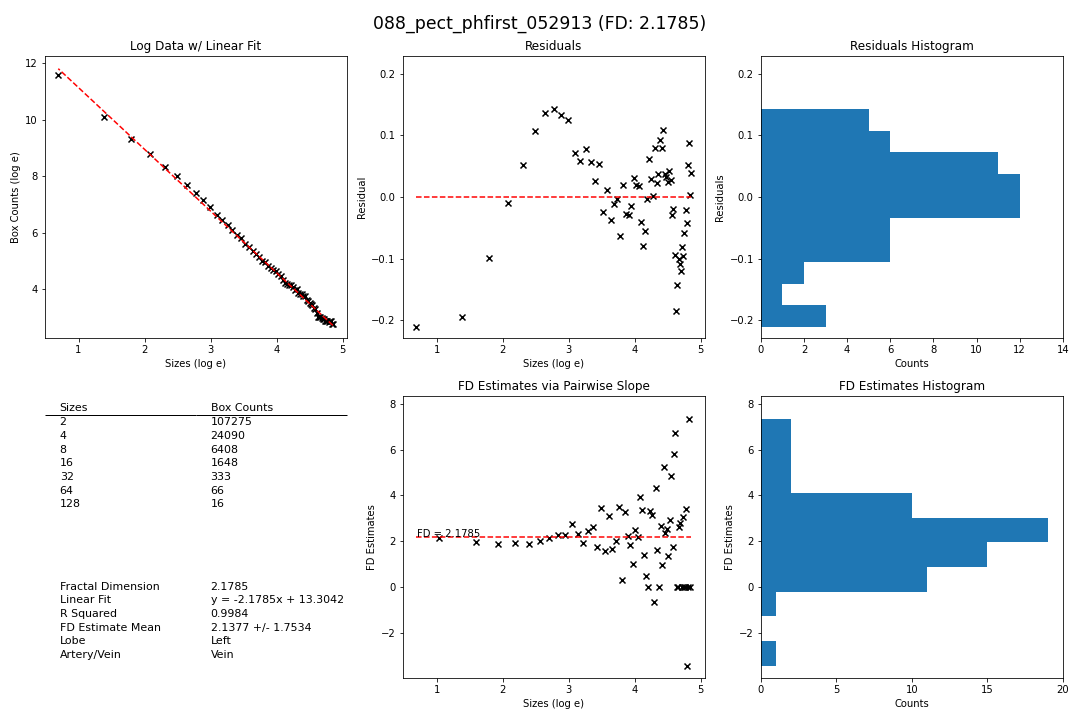 088_pect_phfirst_052913 (FD: 2.1785)
Log Data w/ Linear Fit
12
10
8
6
4
Box Counts (log e)
1 2 3 4 5
Sizes (log e)
Residuals
0.2
0.1
0.0
−0.1
−0.2
Residual
1 2 3 4 5
Sizes (log e)
Residuals Histogram
0.2
0.1
0.0
−0.1
−0.2
Residuals
0 2 4 6 8 10 12 14
Counts
Sizes Box Counts
2 107275
4 24090
8 6408
16 1648
32 333
64 66
128 16
Fractal Dimension 2.1785
Linear Fit y = -2.1785x + 13.3042
R Squared 0.9984
FD Estimate Mean 2.1377 +/- 1.7534
Lobe Left
Artery/Vein Vein
FD Estimates via Pairwise Slope
8
6
4
2
0
−2
FD Estimates
FD = 2.1785
1 2 3 4 5
Sizes (log e)
FD Estimates Histogram
8
6
4
2
0
−2
FD Estimates
0 5 10 15 20
Counts